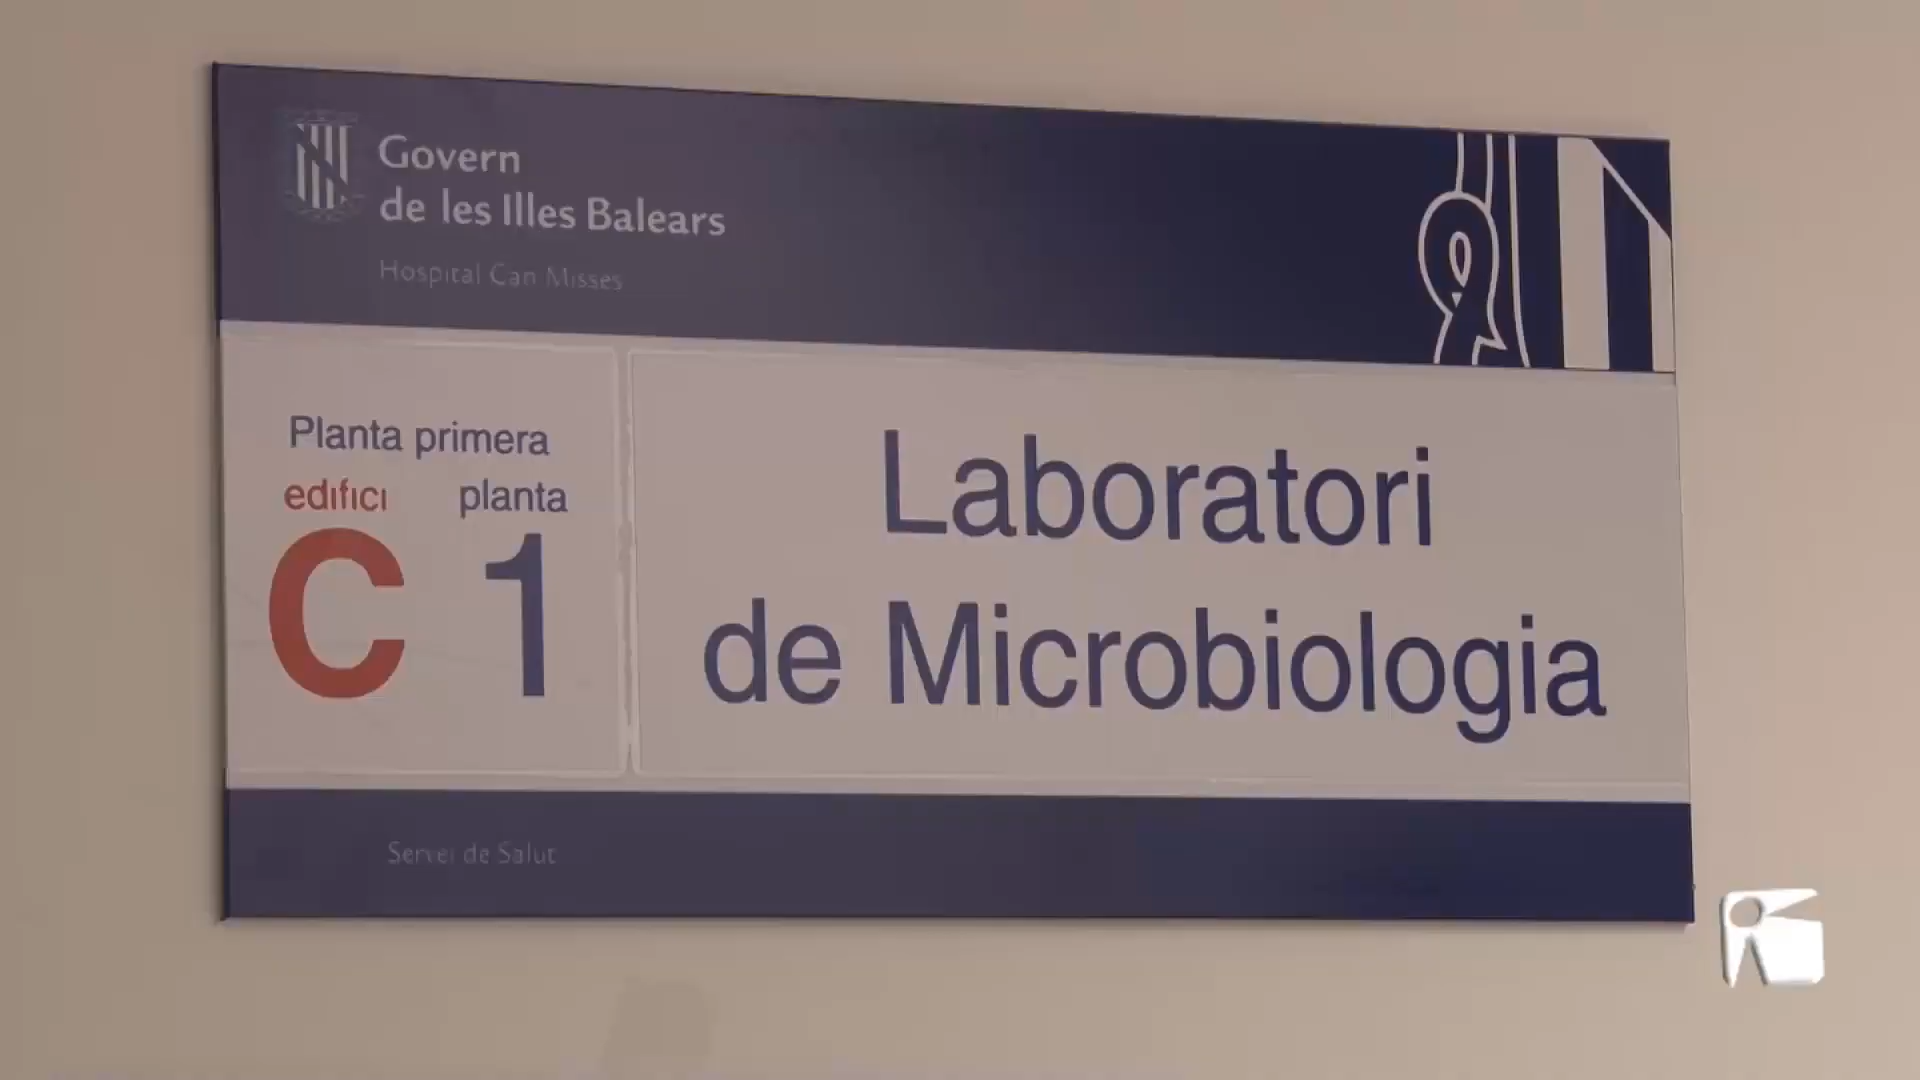 Govern
de les Illes Balears
Hospital Can Misses
Planta primera
edifici planta
C 1
Laboratori
de Microbiologia
Servei de Salut